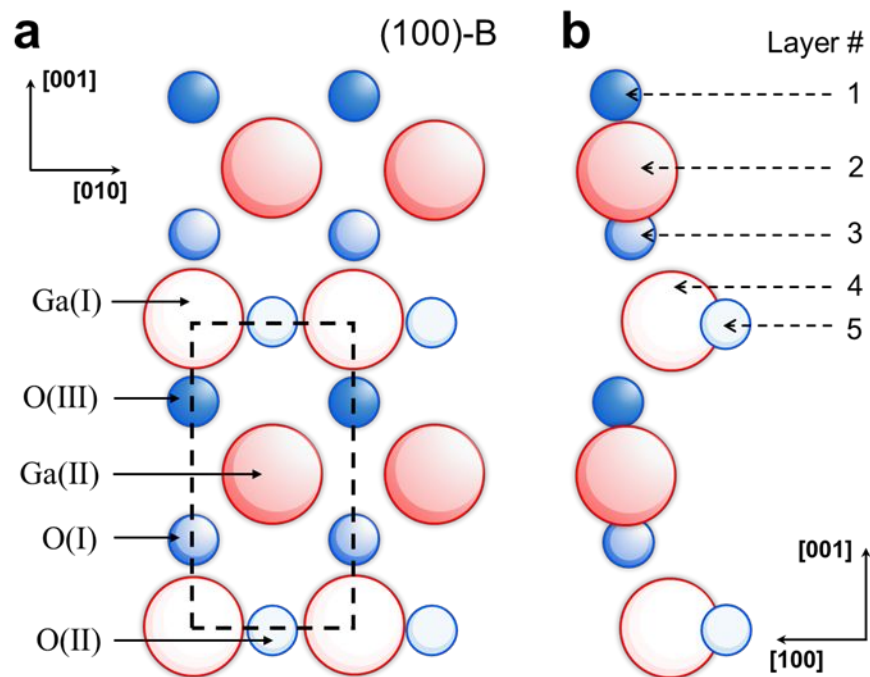 a
(100)-B
[001]
[010]
Ga(I)
O(III)
Ga(II)
O(I)
O(II)
b
Layer #
1
2
3
4
5
[001]
[100]